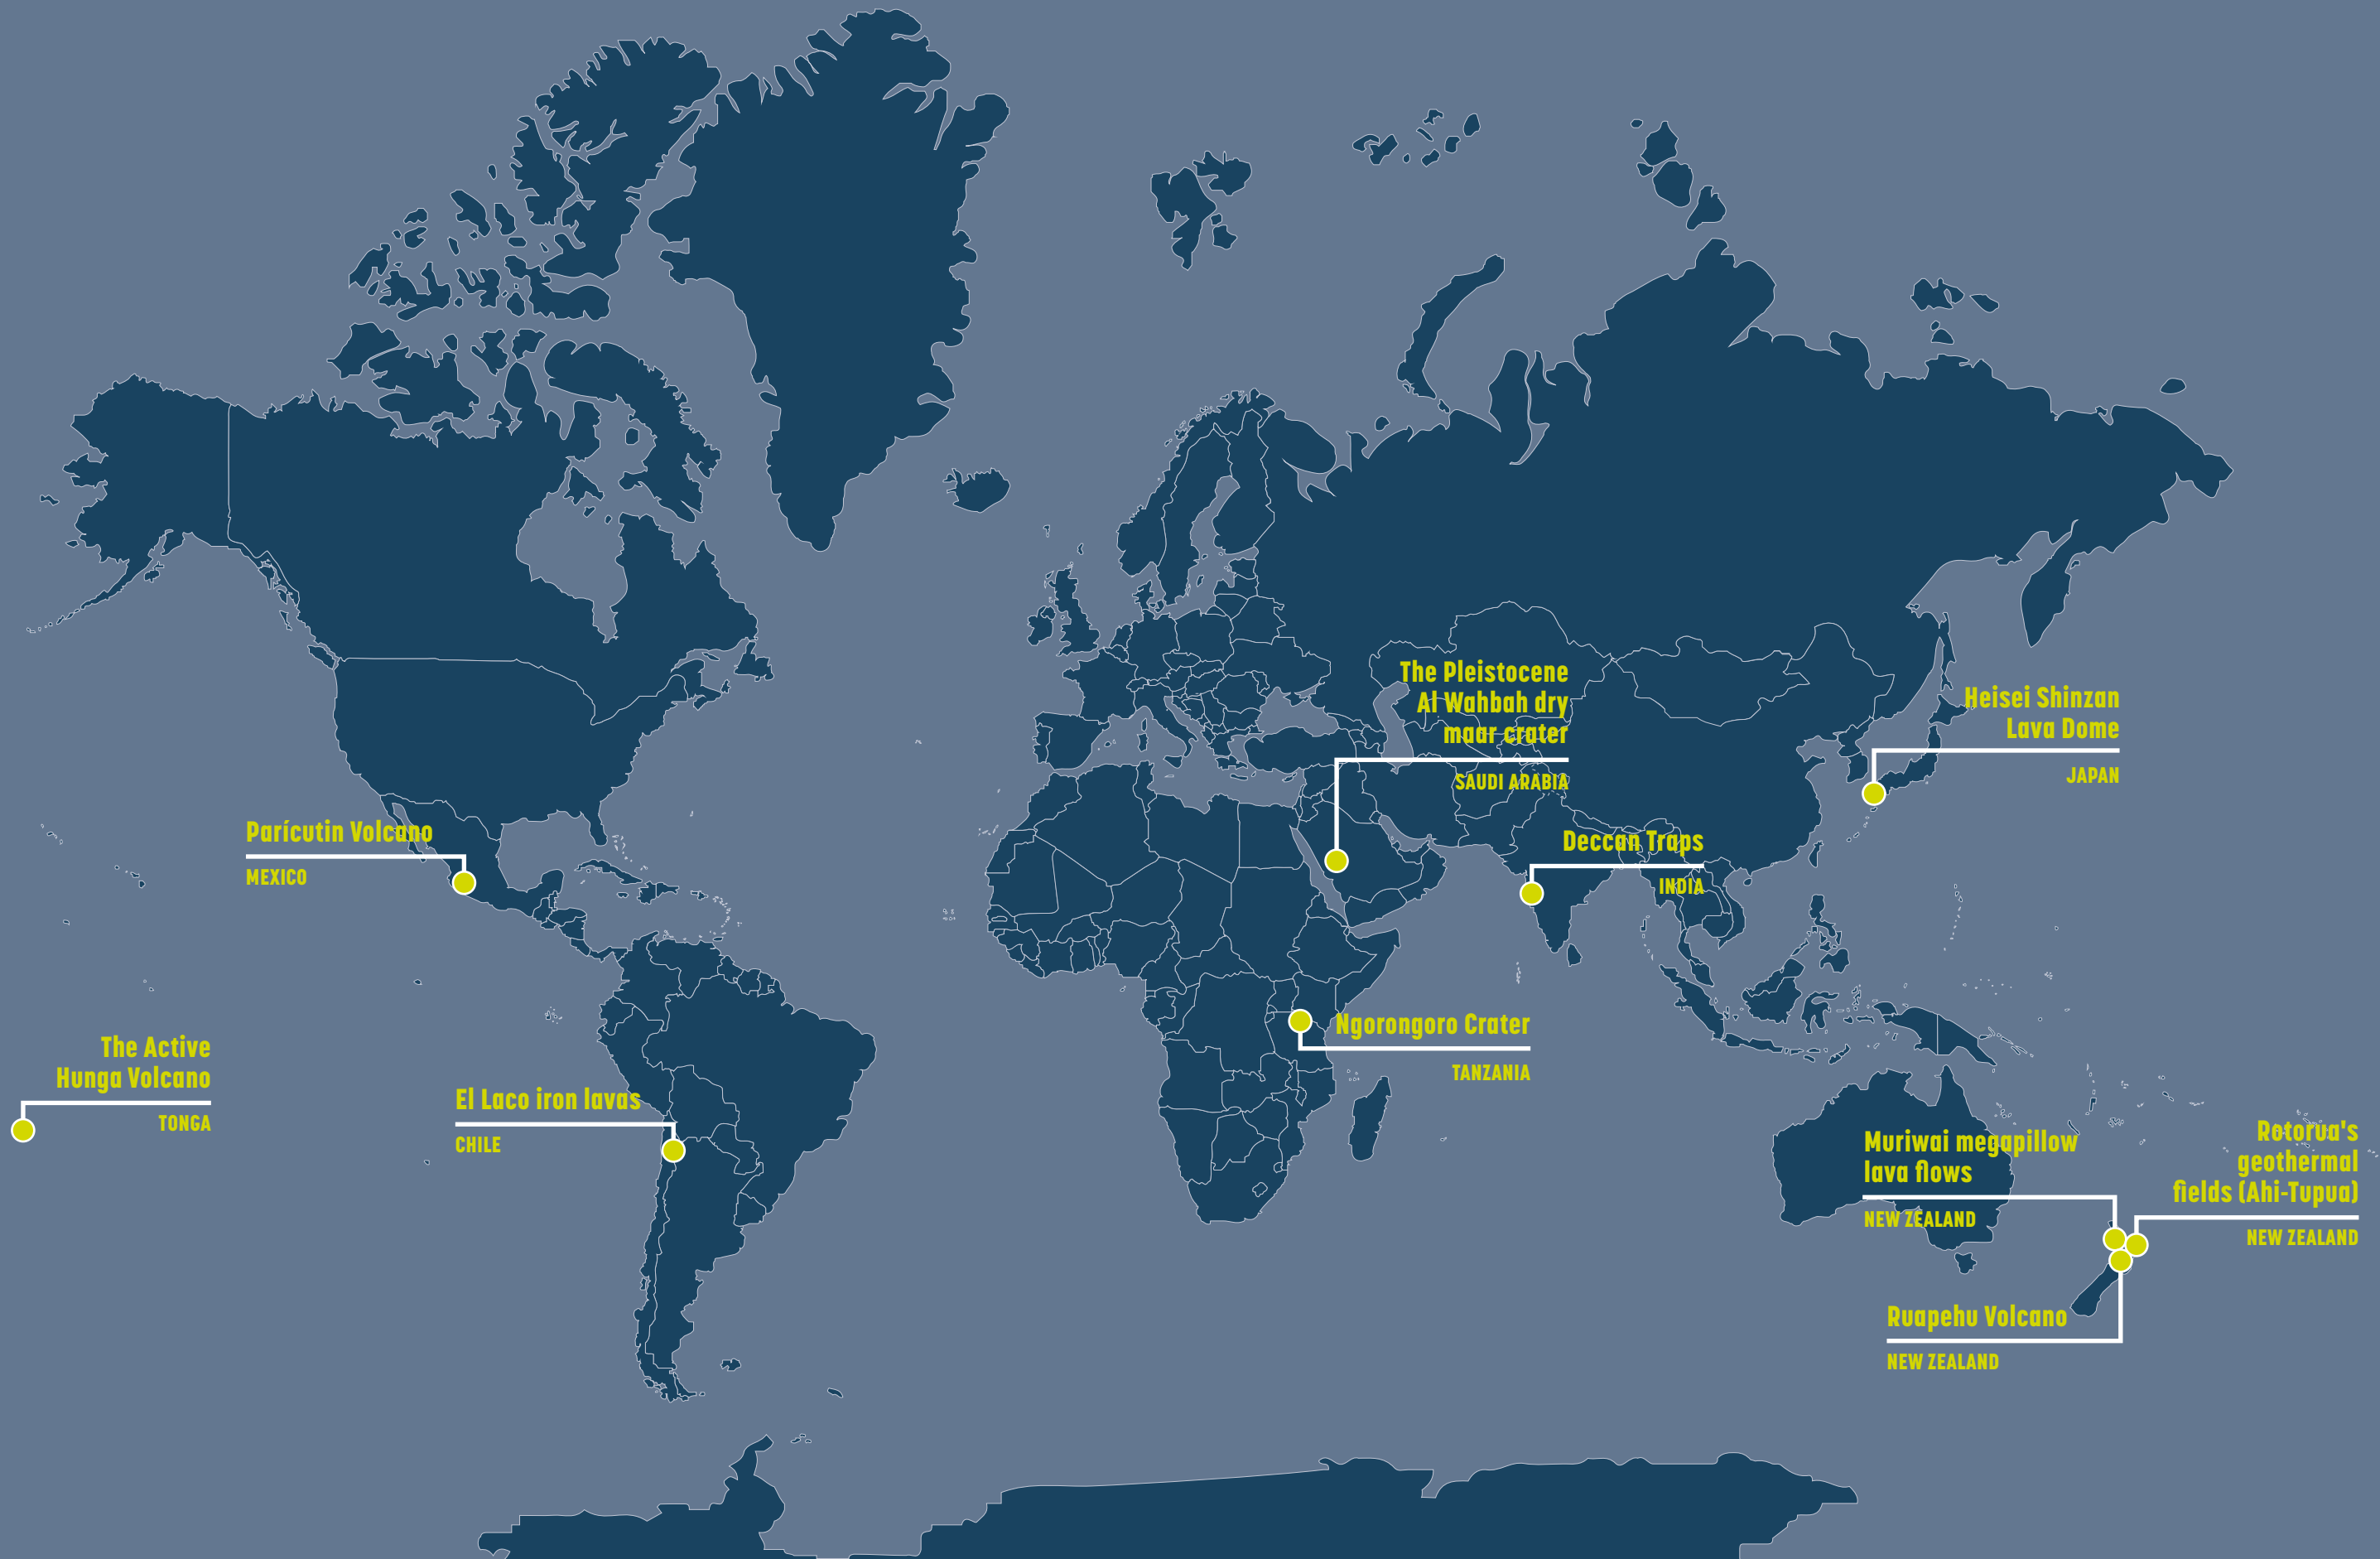 The Pleistocene
Al Wahbah dry
maar crater
SAUDI ARABIA
Heisei Shinzan
Lava Dome
JAPAN
Parícutin Volcano
MEXICO
Deccan Traps
INDIA
Ngorongoro Crater
TANZANIA
The Active
Hunga Volcano
TONGA
El Laco iron lavas
CHILE
Muriwai megapillow
lava flows
NEW ZEALAND
Rotorua's
geothermal
fields (Ahi-Tupua)
NEW ZEALAND
Ruapehu Volcano
NEW ZEALAND